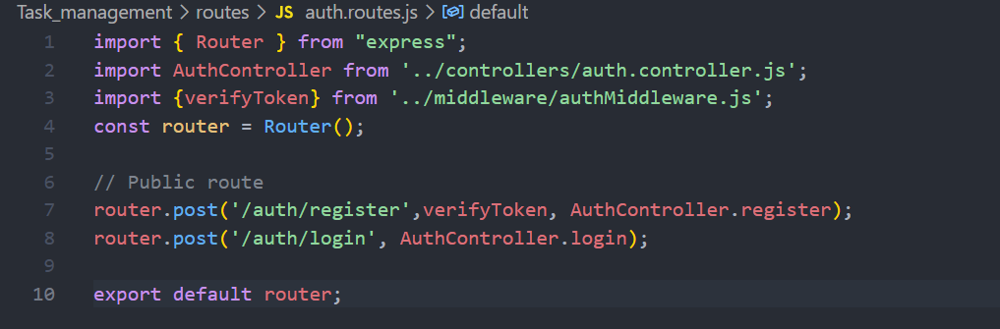 Task_management > routes > JS auth.routes.js > default
1 import { Router } from "express";
2 import AuthController from '../controllers/auth.controller.js';
3 import {verifyToken} from '../middleware/authMiddleware.js';
4 const router = Router();
5
6 // Public route
7 router.post('/auth/register',verifyToken, AuthController.register);
8 router.post('/auth/login', AuthController.login);
9
10 export default router;